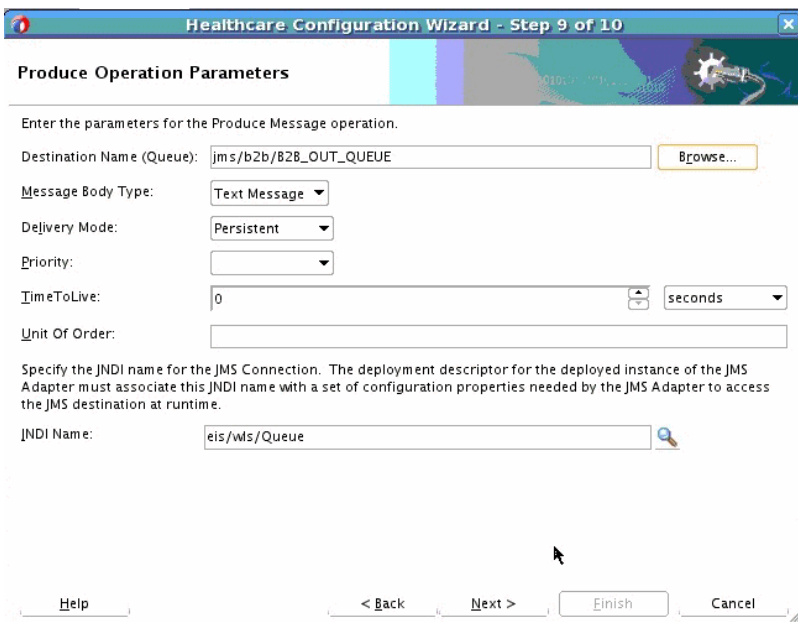 Healthcare Configuration Wizard - Step 9 of 10
Produce Operation Parameters
Enter the parameters for the Produce Message operation.
Destination Name (Queue): jms/b2b/B2B_OUT_QUEUE Browse...
Message Body Type: Text Message
Delivery Mode: Persistent
Priority:
TimeToLive: 0 seconds
Unit Of Order:
Specify the JNDI name for the JMS Connection. The deployment descriptor for the deployed instance of the JMS
Adapter must associate this JNDI name with a set of configuration properties needed by the JMS Adapter to access
the JMS destination at runtime.
JNDI Name: eis/wls/Queue
Help < Back Next > Finish Cancel